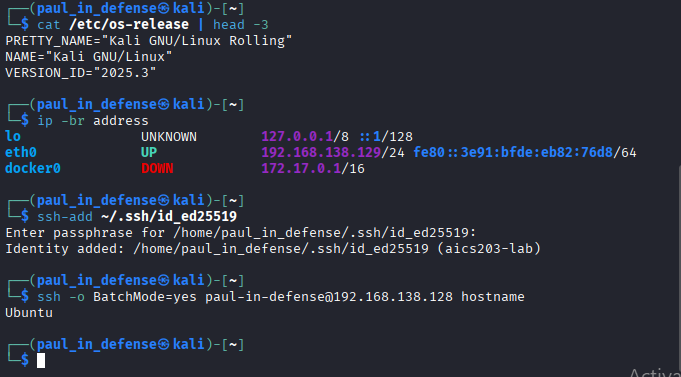 ┌──(paul_in_defense㉿kali)-[~]
└─$ cat /etc/os-release | head -3
PRETTY_NAME="Kali GNU/Linux Rolling"
NAME="Kali GNU/Linux"
VERSION_ID="2025.3"
┌──(paul_in_defense㉿kali)-[~]
└─$ ip -br address
lo UNKNOWN 127.0.0.1/8 ::1/128
eth0 UP 192.168.138.129/24 fe80::3e91:bfde:eb82:76d8/64
docker0 DOWN 172.17.0.1/16
┌──(paul_in_defense㉿kali)-[~]
└─$ ssh-add ~/.ssh/id_ed25519
Enter passphrase for /home/paul_in_defense/.ssh/id_ed25519:
Identity added: /home/paul_in_defense/.ssh/id_ed25519 (aics203-lab)
┌──(paul_in_defense㉿kali)-[~]
└─$ ssh -o BatchMode=yes paul-in-defense@192.168.138.128 hostname
Ubuntu
┌──(paul_in_defense㉿kali)-[~]
└─$